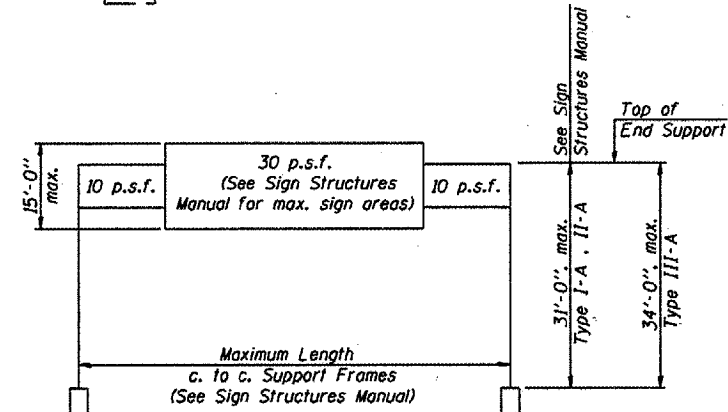 See Sign
Structures Manual
Top of
End Support
15'-0"
max.
10 p.s.f.
30 p.s.f.
(See Sign Structures
Manual for max. sign areas)
10 p.s.f.
31'-0", max.
Type I-A , II-A
34'-0", max.
Type III-A
Maximum Length
c. to c. Support Frames
(See Sign Structures Manual)